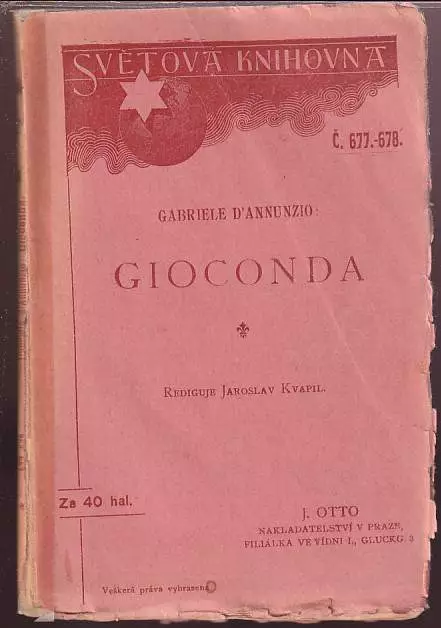 SVĚTOVÁ KNIHOVNA
Č. 677.-678.
GABRIELE D'ANNUNZIO:
GIOCONDA
REDIGUJE JAROSLAV KVAPIL.
Za 40 hal.
J. OTTO
NAKLADATELSTVÍ V PRAZE,
FILIÁLKA VE VÍDNI I., GLUCKG 3
Veškerá práva vyhrazena